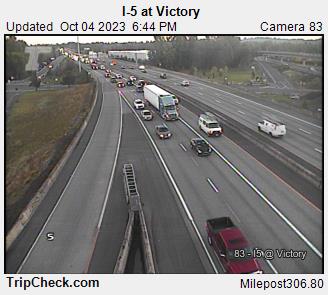 I-5 at Victory
Updated Oct 04 2023 6:44 PM Camera 83
S
83 - I5 @ Victory
TripCheck.com Milepost306.80